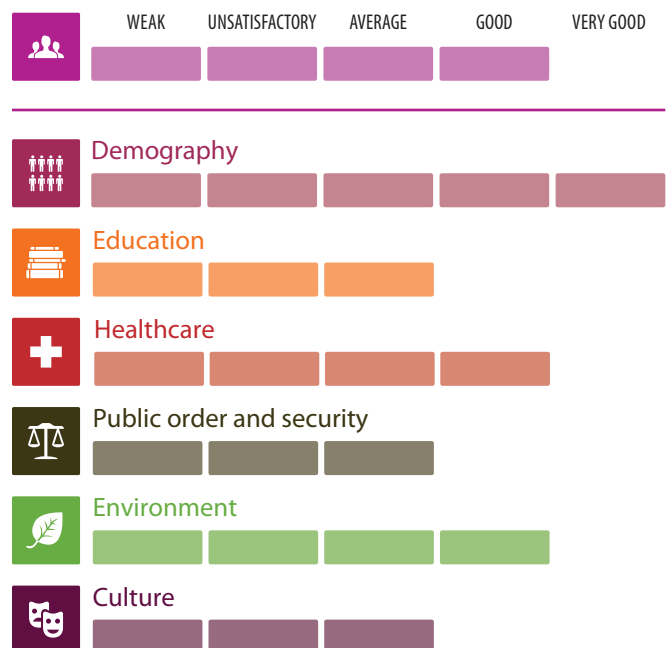 WEAK UNSATISFACTORY AVERAGE GOOD VERY GOOD
Demography
Education
Healthcare
Public order and security
Environment
Culture